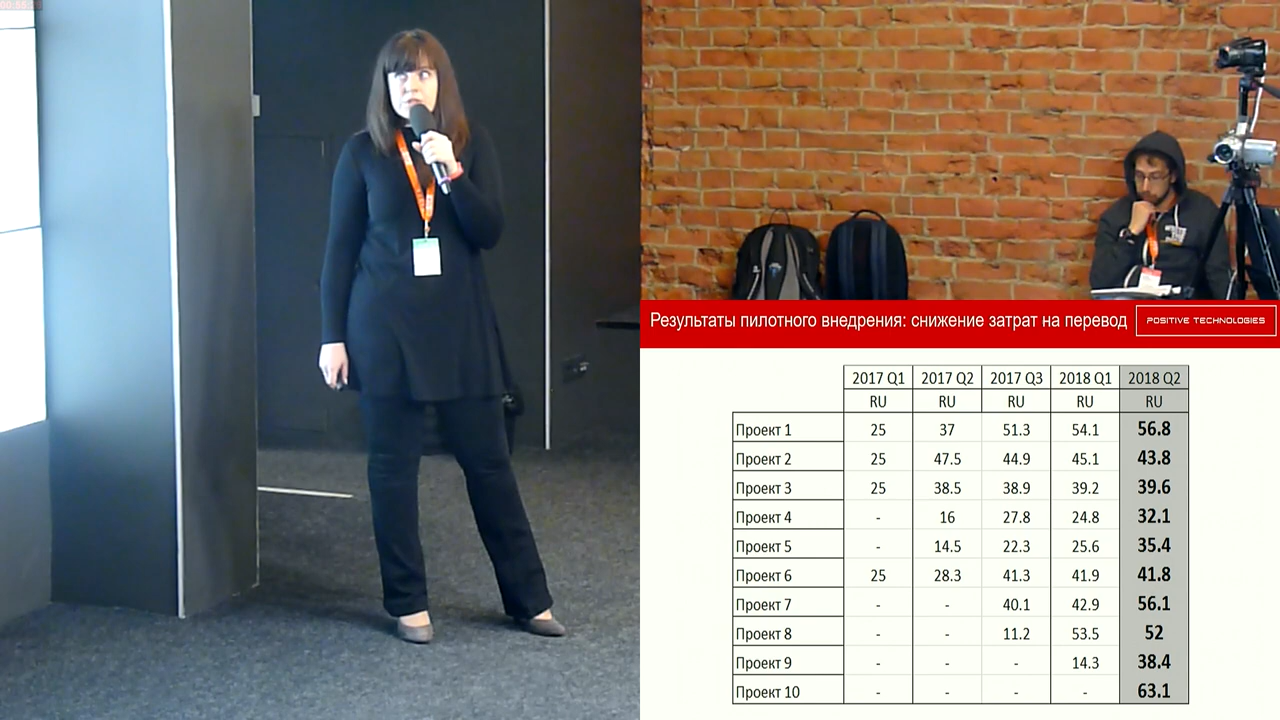 00:55:25
Результаты пилотного внедрения: снижение затрат на перевод
POSITIVE TECHNOLOGIES
2017 Q1 2017 Q2 2017 Q3 2018 Q1 2018 Q2
RU RU RU RU RU
Проект 1 25 37 51.3 54.1 56.8
Проект 2 25 47.5 44.9 45.1 43.8
Проект 3 25 38.5 38.9 39.2 39.6
Проект 4 - 16 27.8 24.8 32.1
Проект 5 - 14.5 22.3 25.6 35.4
Проект 6 25 28.3 41.3 41.9 41.8
Проект 7 - - 40.1 42.9 56.1
Проект 8 - - 11.2 53.5 52
Проект 9 - - - 14.3 38.4
Проект 10 - - - - 63.1